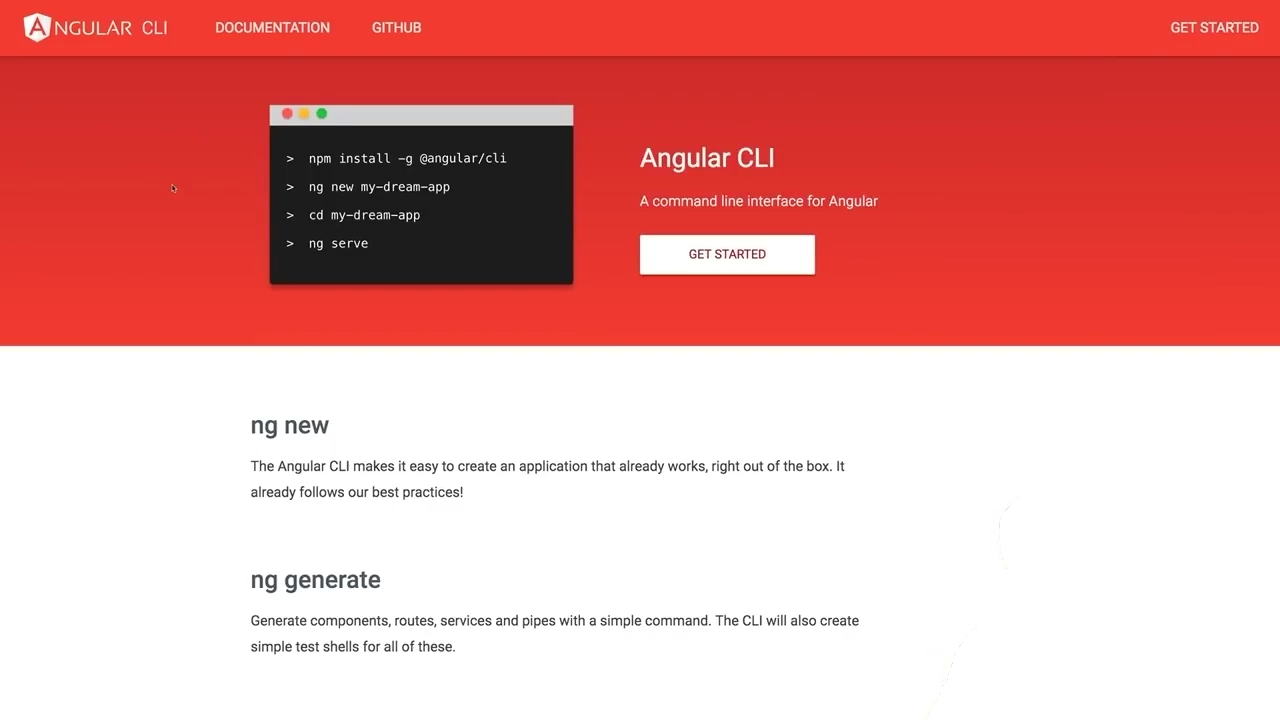 ANGULAR CLI DOCUMENTATION GITHUB GET STARTED
> npm install -g @angular/cli
> ng new my-dream-app
> cd my-dream-app
> ng serve
Angular CLI
A command line interface for Angular
GET STARTED
ng new
The Angular CLI makes it easy to create an application that already works, right out of the box. It
already follows our best practices!
ng generate
Generate components, routes, services and pipes with a simple command. The CLI will also create
simple test shells for all of these.